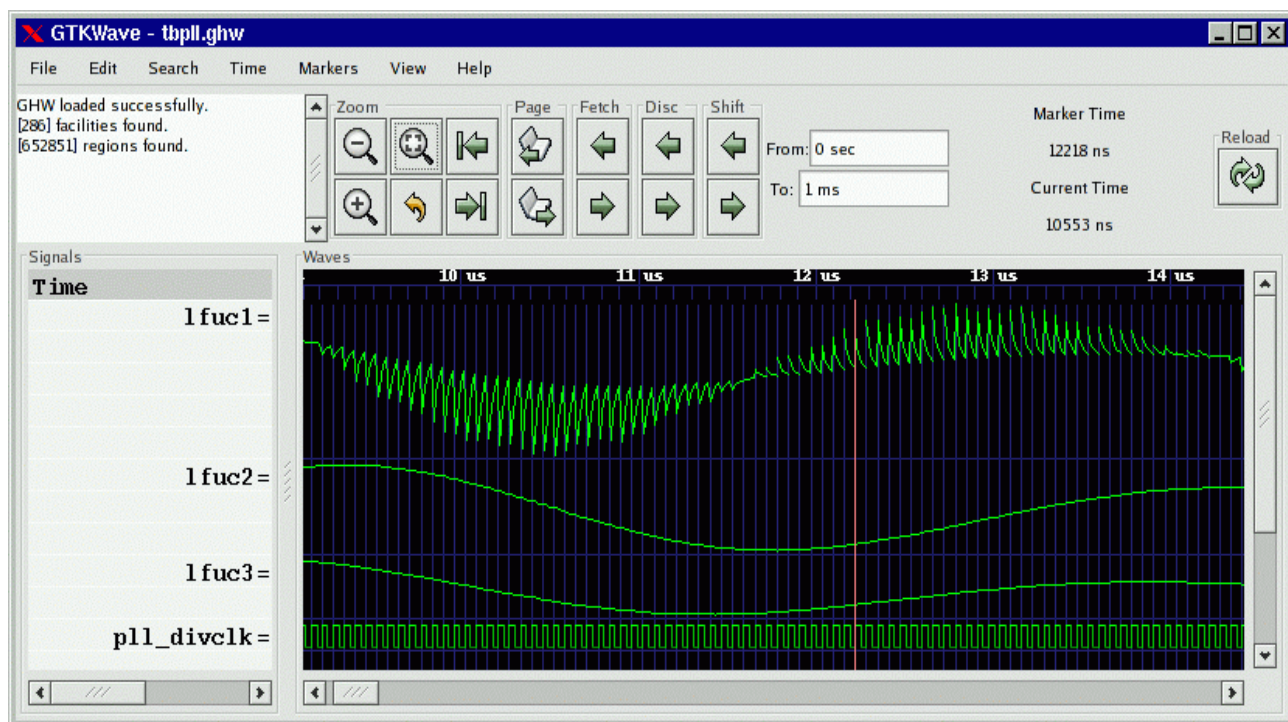 GTKWave - tbpll.ghw
File Edit Search Time Markers View Help
GHW loaded successfully.
[286] facilities found.
[652851] regions found.
Zoom Page Fetch Disc Shift
From: 0 sec
To: 1 ms
Marker Time
12218 ns
Current Time
10553 ns
Reload
Signals
Time
lfuc1=
lfuc2=
lfuc3=
pll_divclk=
Waves
10 us 11 us 12 us 13 us 14 us